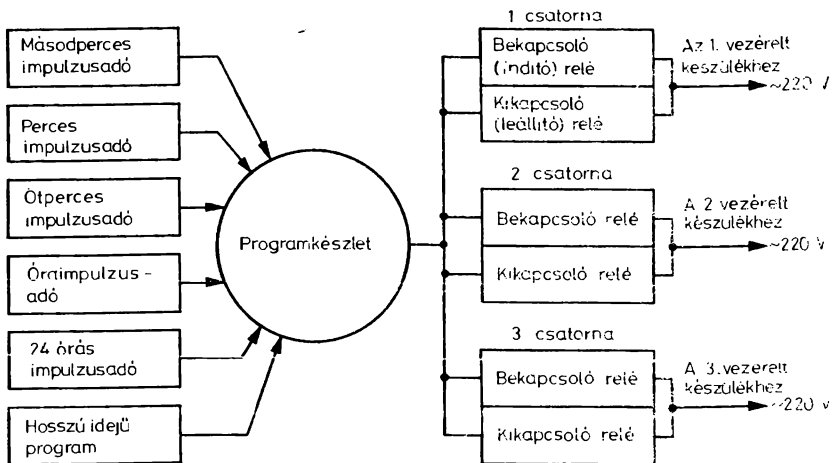 Másodperces
impulzusadó
Perces
impulzusadó
Ötperces
impulzusadó
Óraimpulzus -
adó
24 órás
impulzusadó
Hosszú idejű
program
Programkészlet
1 csatorna
Bekapcsoló
(indító) relé
Kikapcsoló
(leállító) relé
Az 1. vezérelt
készülékhez
~220 V
2 csatorna
Bekapcsoló relé
Kikapcsoló relé
A 2 vezérelt
készülékhez
~220 V
3 csatorna
Bekapcsoló relé
Kikapcsoló relé
A 3. vezérelt
készülékhez
~220 V